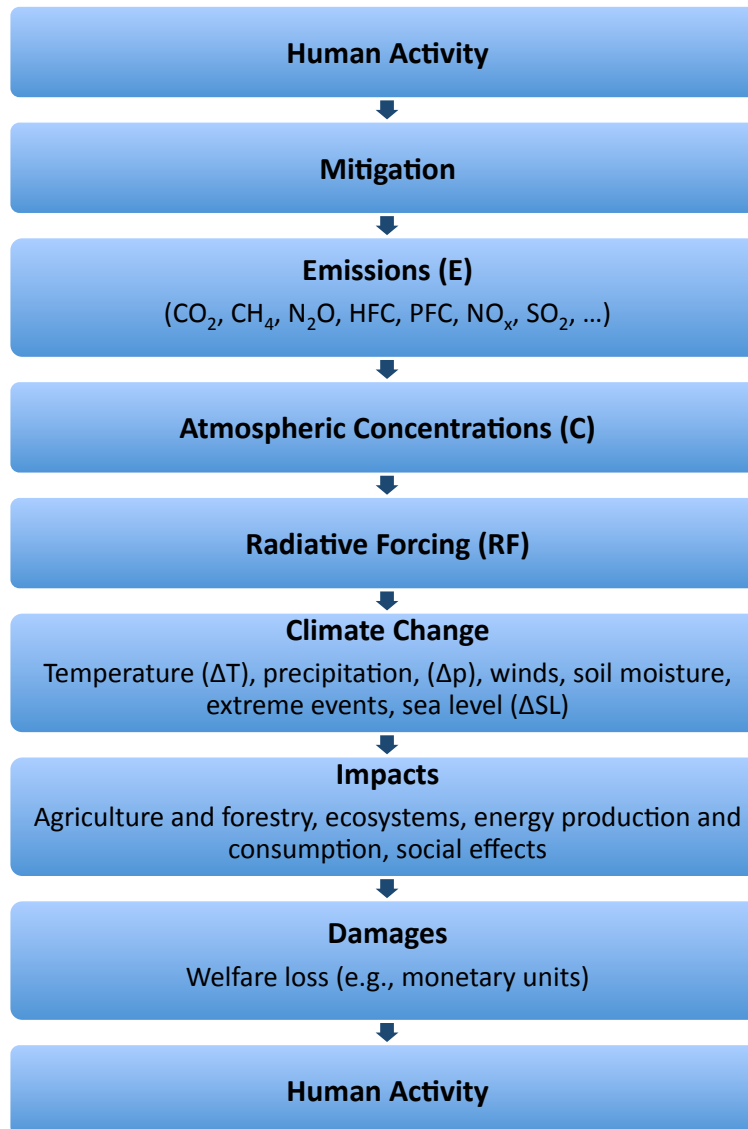 Human Activity
Mitigation
Emissions (E)
(CO₂, CH₄, N₂O, HFC, PFC, NOₓ, SO₂, ...)
Atmospheric Concentrations (C)
Radiative Forcing (RF)
Climate Change
Temperature (ΔT), precipitation, (Δp), winds, soil moisture,
extreme events, sea level (ΔSL)
Impacts
Agriculture and forestry, ecosystems, energy production and
consumption, social effects
Damages
Welfare loss (e.g., monetary units)
Human Activity